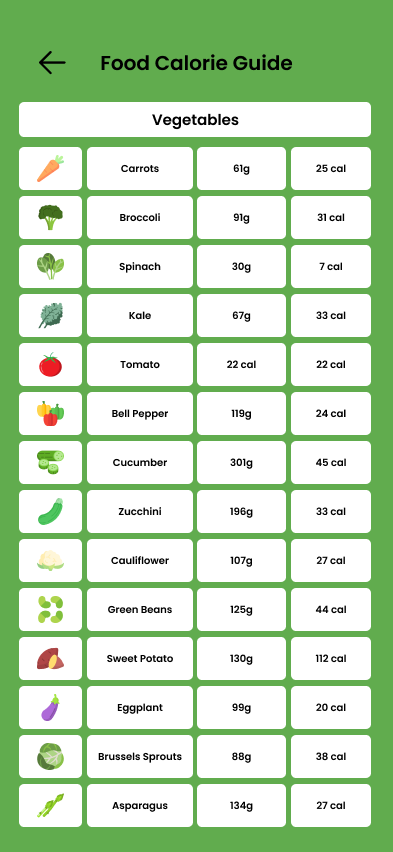 Food Calorie Guide
Vegetables
Carrots 61g 25 cal
Broccoli 91g 31 cal
Spinach 30g 7 cal
Kale 67g 33 cal
Tomato 22 cal 22 cal
Bell Pepper 119g 24 cal
Cucumber 301g 45 cal
Zucchini 196g 33 cal
Cauliflower 107g 27 cal
Green Beans 125g 44 cal
Sweet Potato 130g 112 cal
Eggplant 99g 20 cal
Brussels Sprouts 88g 38 cal
Asparagus 134g 27 cal